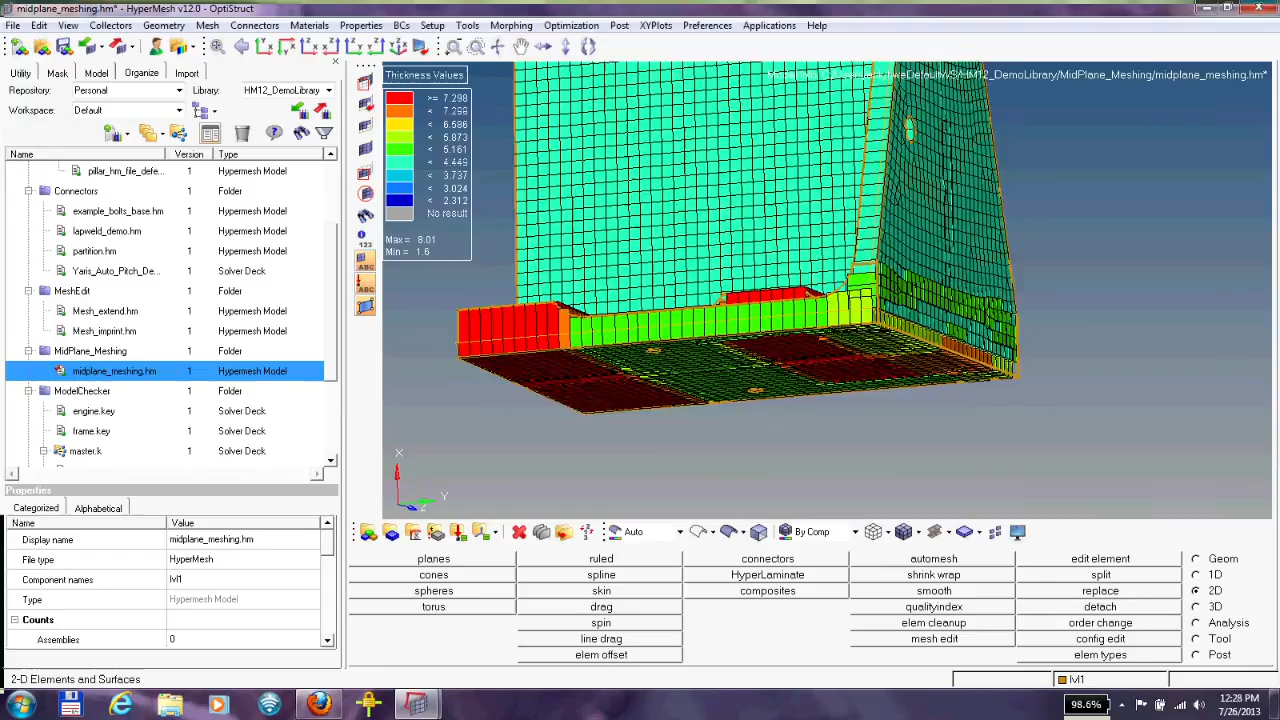 midplane_meshing.hm* - HyperMesh v12.0 - OptiStruct
File Edit View Collectors Geometry Mesh Connectors Materials Properties BCs Setup Tools Morphing Optimization Post XYPlots Preferences Applications Help
Utility Mask Model Organize Import
Repository: Personal Library: HM12_DemoLibrary
Workspace: Default
Name Version Type
pillar_hm_file_defe... 1 Hypermesh Model
Connectors 1 Folder
example_bolts_base.hm 1 Hypermesh Model
lapweld_demo.hm 1 Hypermesh Model
partition.hm 1 Hypermesh Model
Yaris_Auto_Pitch_De... 1 Solver Deck
MeshEdit 1 Folder
Mesh_extend.hm 1 Hypermesh Model
Mesh_imprint.hm 1 Hypermesh Model
MidPlane_Meshing 1 Folder
midplane_meshing.hm 1 Hypermesh Model
ModelChecker 1 Folder
engine.key 1 Solver Deck
frame.key 1 Solver Deck
master.k 1 Solver Deck
Properties
Categorized Alphabetical
Name Value
Display name midplane_meshing.hm
File type HyperMesh
Component names lvl1
Type Hypermesh Model
Counts
Assemblies 0
123
ABC
ABC
Thickness Values
>= 7.298
< 7.298
< 6.586
< 5.873
< 5.161
< 4.449
< 3.737
< 3.024
< 2.312
No result
Max = 8.01
Min = 1.6
/HM12_DemoLibrary/MidPlane_Meshing/midplane_meshing.hm*
X
Y
Z
Auto By Comp
planes ruled connectors automesh edit element Geom
cones spline HyperLaminate shrink wrap split 1D
spheres skin composites smooth replace 2D
torus drag qualityindex detach 3D
spin elem cleanup order change Analysis
line drag mesh edit config edit Tool
elem offset elem types Post
2-D Elements and Surfaces lvl1
98.6% 12:28 PM
7/26/2013